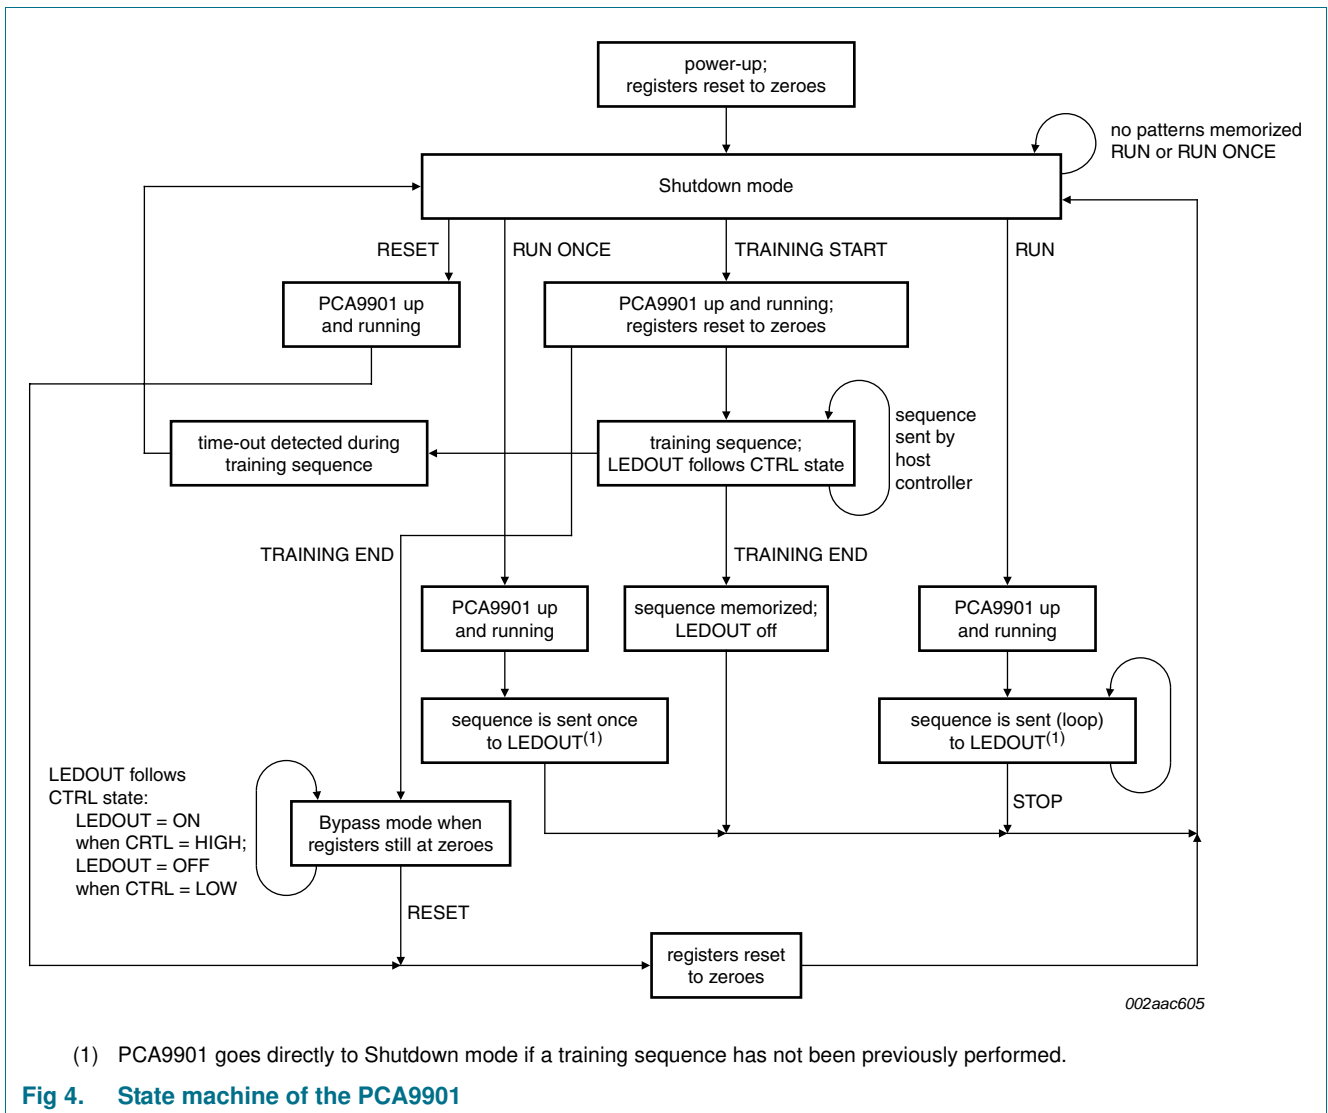 power-up;
registers reset to zeroes
no patterns memorized
RUN or RUN ONCE
Shutdown mode
RESET
RUN ONCE
TRAINING START
RUN
PCA9901 up
and running
PCA9901 up and running;
registers reset to zeroes
time-out detected during
training sequence
training sequence;
LEDOUT follows CTRL state
sequence
sent by
host
controller
TRAINING END
TRAINING END
PCA9901 up
and running
sequence memorized;
LEDOUT off
PCA9901 up
and running
sequence is sent once
to LEDOUT(1)
sequence is sent (loop)
to LEDOUT(1)
STOP
LEDOUT follows
CTRL state:
LEDOUT = ON
when CRTL = HIGH;
LEDOUT = OFF
when CTRL = LOW
Bypass mode when
registers still at zeroes
RESET
registers reset
to zeroes
002aac605
(1) PCA9901 goes directly to Shutdown mode if a training sequence has not been previously performed.
Fig 4. State machine of the PCA9901